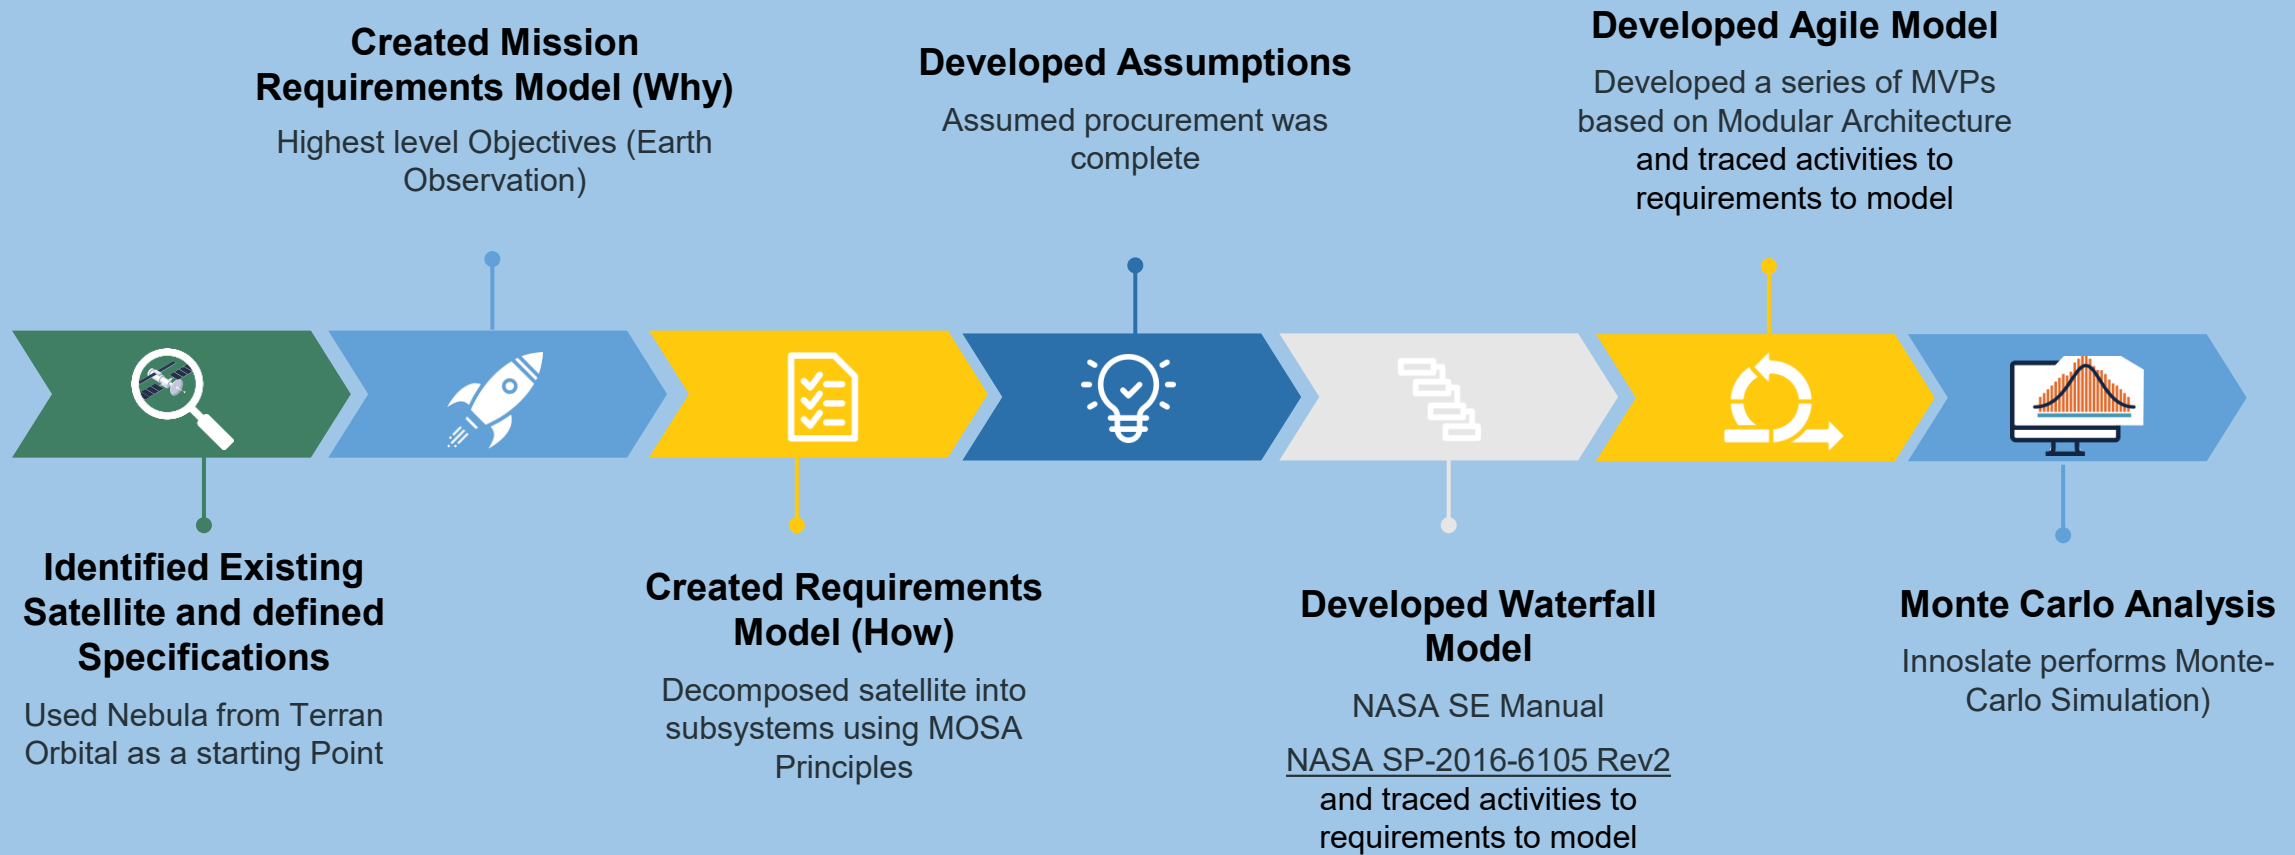 Identified Existing
Satellite and defined
Specifications
Used Nebula from Terran
Orbital as a starting Point
Created Mission
Requirements Model (Why)
Highest level Objectives (Earth
Observation)
Created Requirements
Model (How)
Decomposed satellite into
subsystems using MOSA
Principles
Developed Assumptions
Assumed procurement was
complete
Developed Waterfall
Model
NASA SE Manual
NASA SP-2016-6105 Rev2
and traced activities to
requirements to model
Developed Agile Model
Developed a series of MVPs
based on Modular Architecture
and traced activities to
requirements to model
Monte Carlo Analysis
Innoslate performs Monte-
Carlo Simulation)